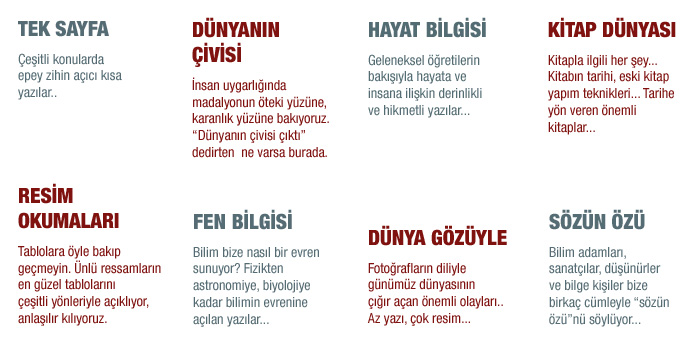 TEK SAYFA
Çeşitli konularda
epey zihin açıcı kısa
yazılar..
DÜNYANIN
ÇİVİSİ
İnsan uygarlığında
madalyonun öteki yüzüne,
karanlık yüzüne bakıyoruz.
“Dünyanın çivisi çıktı”
dedirten ne varsa burada.
HAYAT BİLGİSİ
Geleneksel öğretilerin
bakışıyla hayata ve
insana ilişkin derinlikli
ve hikmetli yazılar...
KİTAP DÜNYASI
Kitapla ilgili her şey...
Kitabın tarihi, eski kitap
yapım teknikleri... Tarihe
yön veren önemli
kitaplar...
RESİM
OKUMALARI
Tablolara öyle bakıp
geçmeyin. Ünlü ressamların
en güzel tablolarını
çeşitli yönleriyle açıklıyor,
anlaşılır kılıyoruz.
FEN BİLGİSİ
Bilim bize nasıl bir evren
sunuyor? Fizikten
astronomiye, biyolojiye
kadar bilimin evrenine
açılan yazılar...
DÜNYA GÖZÜYLE
Fotoğrafların diliyle
günümüz dünyasının
çığır açan önemli olayları..
Az yazı, çok resim...
SÖZÜN ÖZÜ
Bilim adamları,
sanatçılar, düşünürler
ve bilge kişiler bize
birkaç cümleyle “sözün
özü”nü söylüyor...